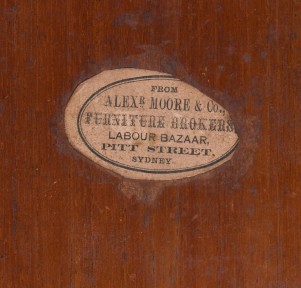 FROM
ALEXR MOORE & Co.,
FURNITURE BROKERS
LABOUR BAZAAR,
PITT STREET,
SYDNEY.